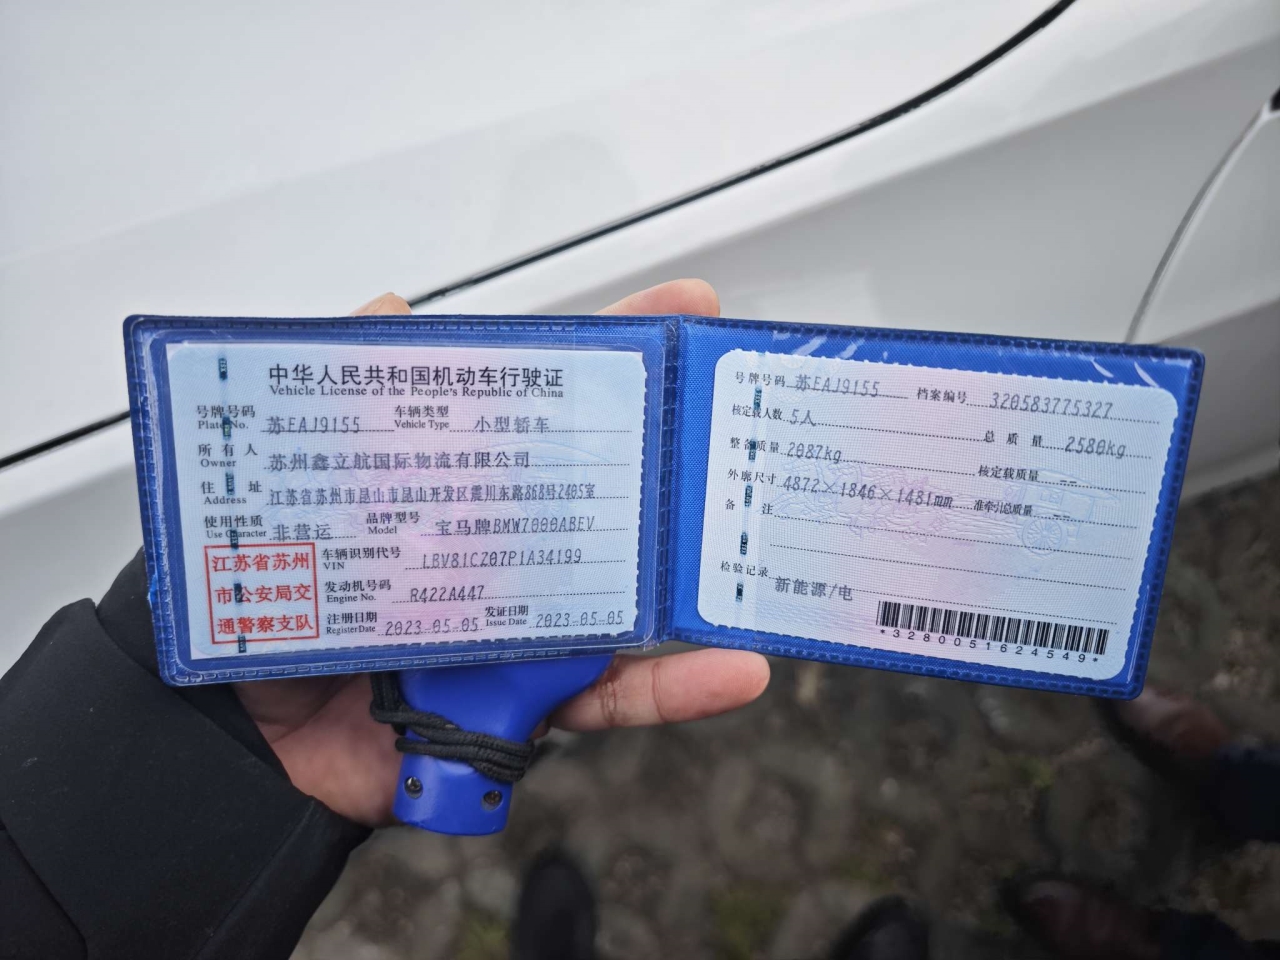 中华人民共和国机动车行驶证
Vehicle License of the People's Republic of China
号牌号码 Plate No. 苏EAJ9155 车辆类型 Vehicle Type 小型轿车
所有人 Owner 苏州鑫立航国际物流有限公司
住址 Address 江苏省苏州市昆山市昆山开发区震川东路868号2405室
使用性质 Use Character 非营运 品牌型号 Model 宝马牌BMW7000ABEV
江苏省苏州
市公安局交
通警察支队
车辆识别代号 VIN LBV81CZ07P1A34199
发动机号码 Engine No. R422A447
注册日期 Register Date 2023-05-05 发证日期 Issue Date 2023-05-05
号牌号码 苏EAJ9155 档案编号 320583775327
核定载人数 5人 总质量 2580kg
整备质量 2087kg 核定载质量 --
外廓尺寸 4872×1846×1481mm 准牵引总质量 --
备注
检验记录 新能源/电
*3280051624549*